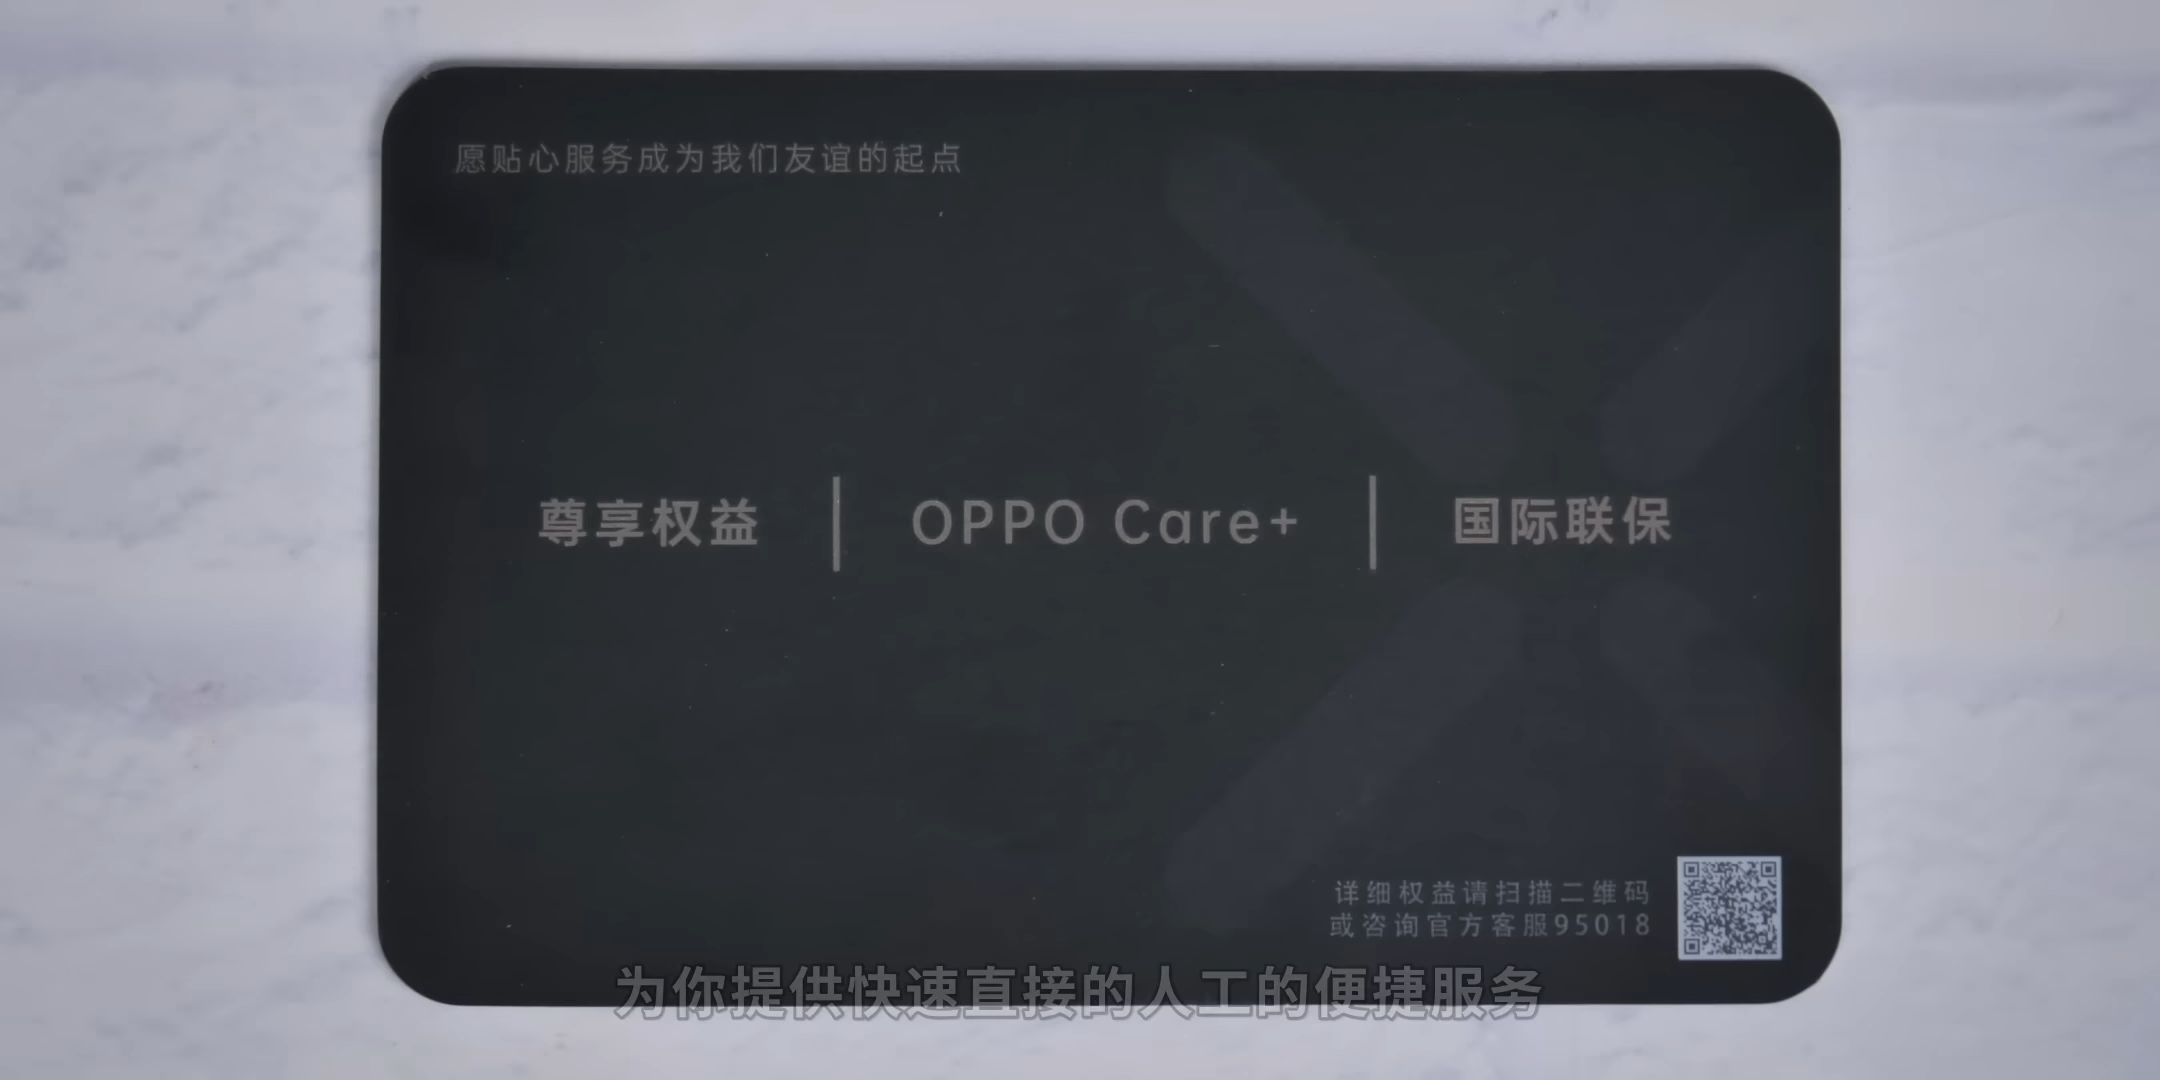 愿贴心服务成为我们友谊的起点
尊享权益
OPPO Care+
国际联保
详细权益请扫描二维码
或咨询官方客服95018
为你提供快速直接的人工的便捷服务